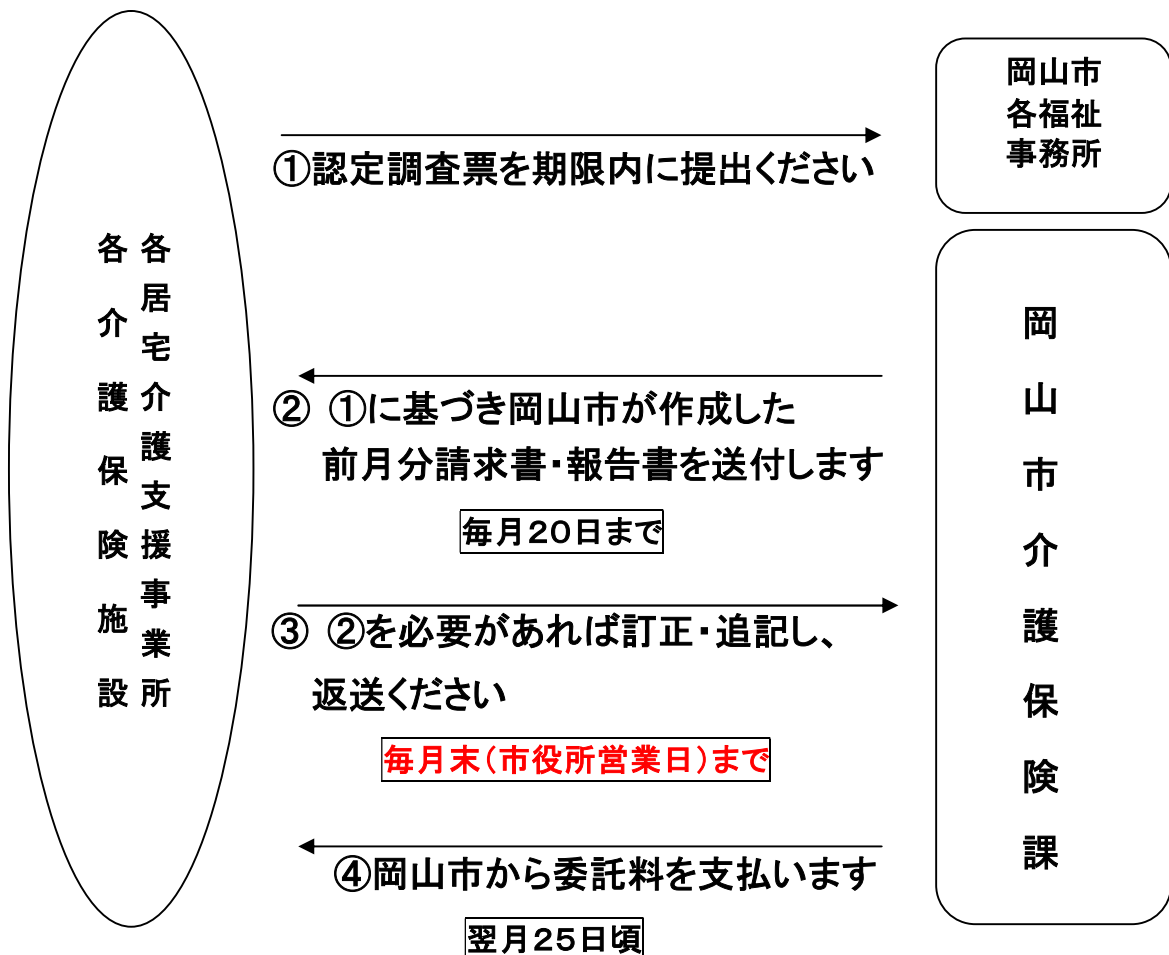 各居宅介護支援事業所
各介護保険施設
岡山市
各福祉
事務所
①認定調査票を期限内に提出ください
岡山市介護保険課
② ①に基づき岡山市が作成した
前月分請求書・報告書を送付します
毎月20日まで
③ ②を必要があれば訂正・追記し、
返送ください
毎月末(市役所営業日)まで
④岡山市から委託料を支払います
翌月25日頃